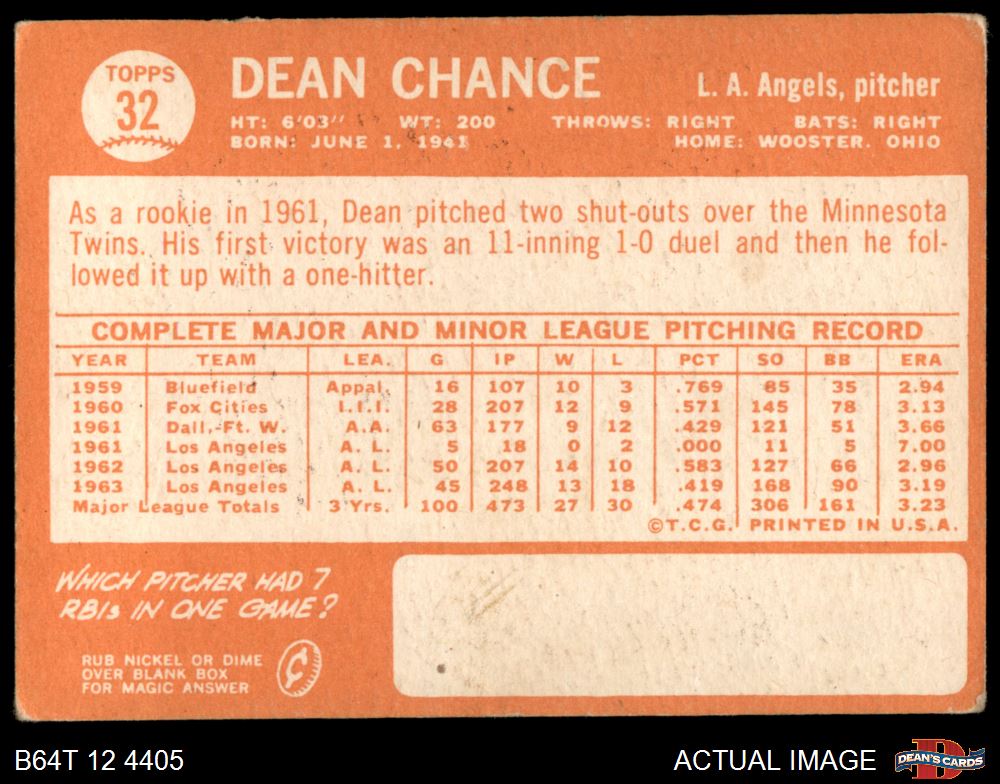 TOPPS
32
DEAN CHANCE
L. A. Angels, pitcher
HT: 6'03" WT: 200 THROWS: RIGHT BATS: RIGHT
BORN: JUNE 1, 1941 HOME: WOOSTER, OHIO
As a rookie in 1961, Dean pitched two shut-outs over the Minnesota
Twins. His first victory was an 11-inning 1-0 duel and then he fol-
lowed it up with a one-hitter.
COMPLETE MAJOR AND MINOR LEAGUE PITCHING RECORD
YEAR TEAM LEA. G IP W L PCT SO BB ERA
1959 Bluefield Appal. 16 107 10 3 .769 85 35 2.94
1960 Fox Cities I.I.I. 28 207 12 9 .571 145 78 3.13
1961 Dall.-Ft. W. A.A. 63 177 9 12 .429 121 51 3.66
1961 Los Angeles A. L. 5 18 0 2 .000 11 5 7.00
1962 Los Angeles A. L. 50 207 14 10 .583 127 66 2.96
1963 Los Angeles A. L. 45 248 13 18 .419 168 90 3.19
Major League Totals 3 Yrs. 100 473 27 30 .474 306 161 3.23
©T.C.G. PRINTED IN U.S.A.
WHICH PITCHER HAD 7
RBIs IN ONE GAME?
RUB NICKEL OR DIME
OVER BLANK BOX
FOR MAGIC ANSWER
¢
B64T 12 4405
ACTUAL IMAGE
D
DEAN'S CARDS